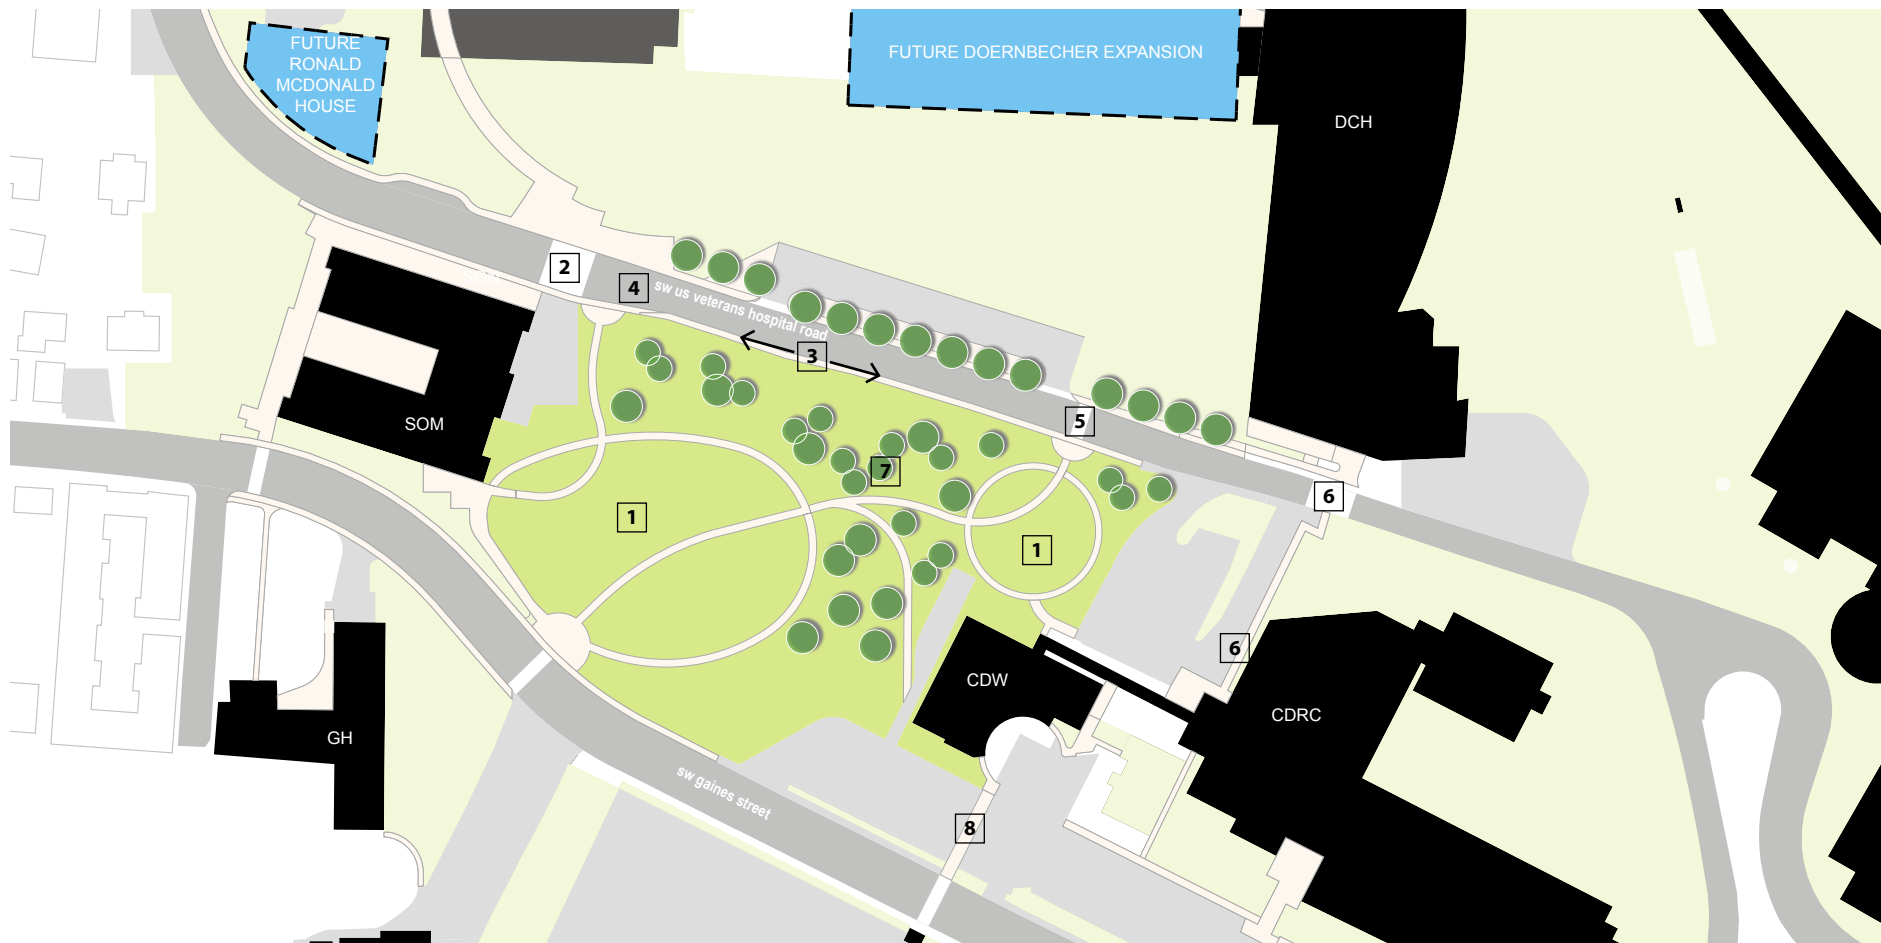 FUTURE
RONALD
MCDONALD
HOUSE
FUTURE DOERNBECHER EXPANSION
DCH
2
4
sw us veterans hospital road
3
5
SOM
7
6
1
1
6
CDW
CDRC
GH
sw gaines street
8